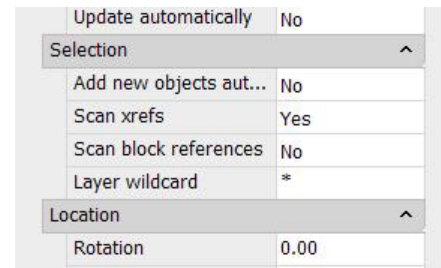 Update automatically No
Selection
Add new objects aut... No
Scan xrefs Yes
Scan block references No
Layer wildcard *
Location
Rotation 0.00